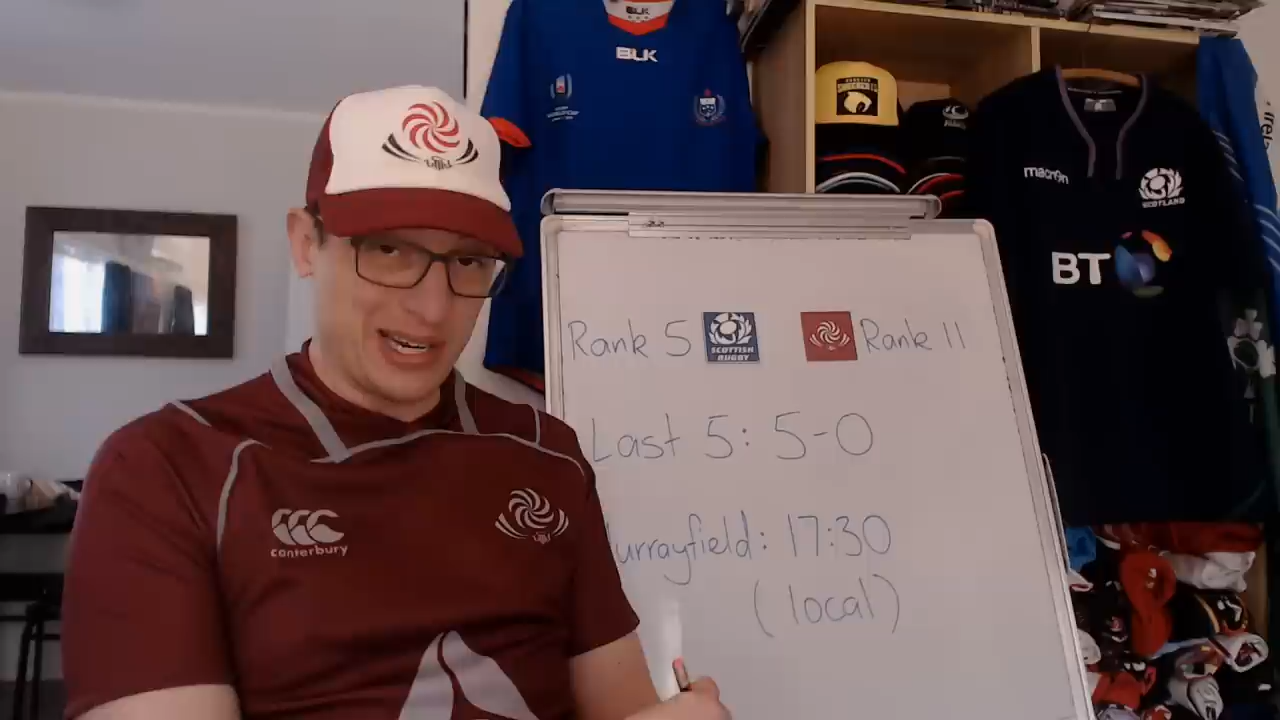 BLK
BLK
macron
SCOTLAND
BT
Rank 5
SCOTTISH
RUGBY
Rank 11
Last 5: 5-0
urrayfield: 17:30
(local)
canterbury